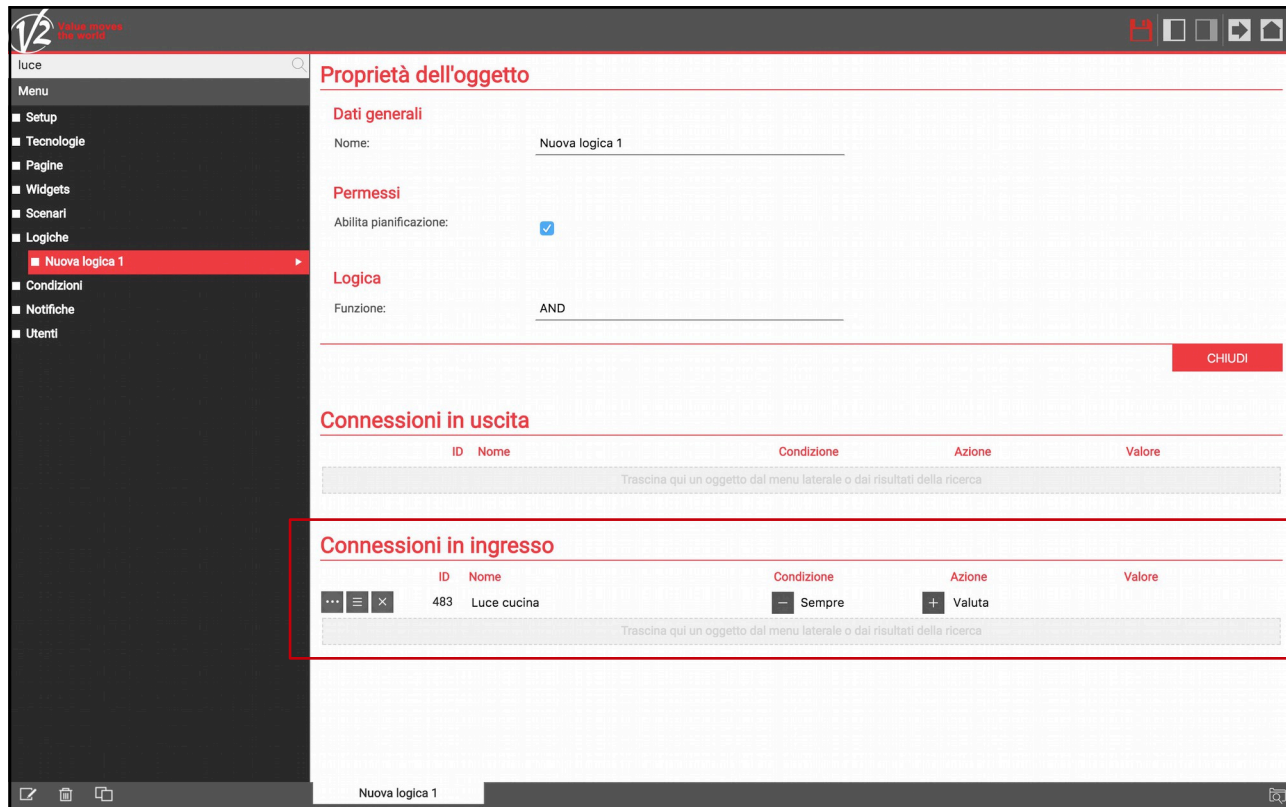 V2 Value moves
the world
luce
Menu
Setup
Tecnologie
Pagine
Widgets
Scenari
Logiche
Nuova logica 1
Condizioni
Notifiche
Utenti
Proprietà dell'oggetto
Dati generali
Nome: Nuova logica 1
Permessi
Abilita pianificazione:
Logica
Funzione: AND
CHIUDI
Connessioni in uscita
ID Nome Condizione Azione Valore
Trascina qui un oggetto dal menu laterale o dai risultati della ricerca
Connessioni in ingresso
ID Nome Condizione Azione Valore
483 Luce cucina Sempre Valuta
Trascina qui un oggetto dal menu laterale o dai risultati della ricerca
Nuova logica 1